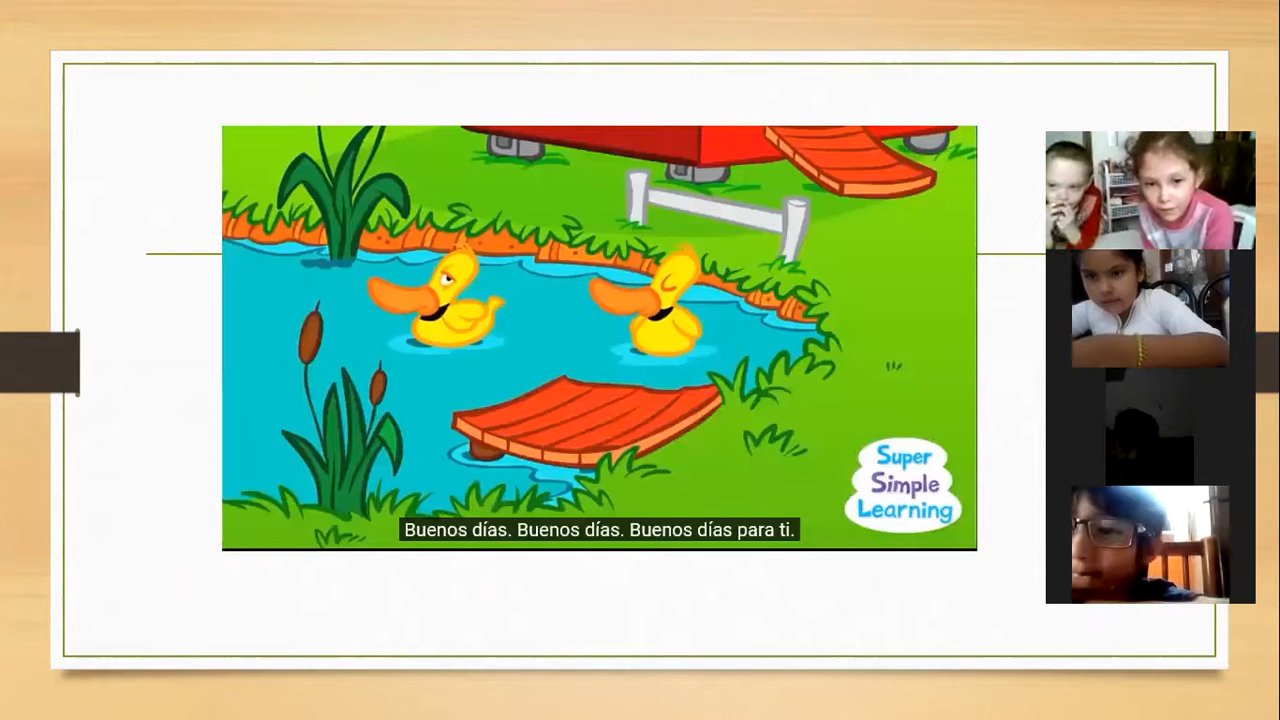 Super
Simple
Learning
Buenos días. Buenos días. Buenos días para ti.